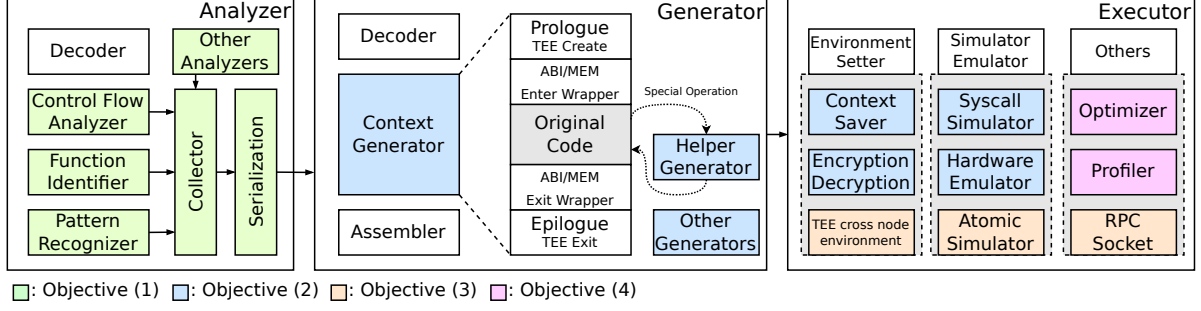 Analyzer
Decoder
Other
Analyzers
Control Flow
Analyzer
Function
Identifier
Pattern
Recognizer
Collector
Serialization
Generator
Decoder
Context
Generator
Assembler
Prologue
TEE Create
ABI/MEM
Enter Wrapper
Original
Code
ABI/MEM
Exit Wrapper
Epilogue
TEE Exit
Special Operation
Helper
Generator
Other
Generators
Executor
Environment
Setter
Context
Saver
Encryption
Decryption
TEE cross node
environment
Simulator
Emulator
Syscall
Simulator
Hardware
Emulator
Atomic
Simulator
Others
Optimizer
Profiler
RPC
Socket
: Objective (1)
: Objective (2)
: Objective (3)
: Objective (4)